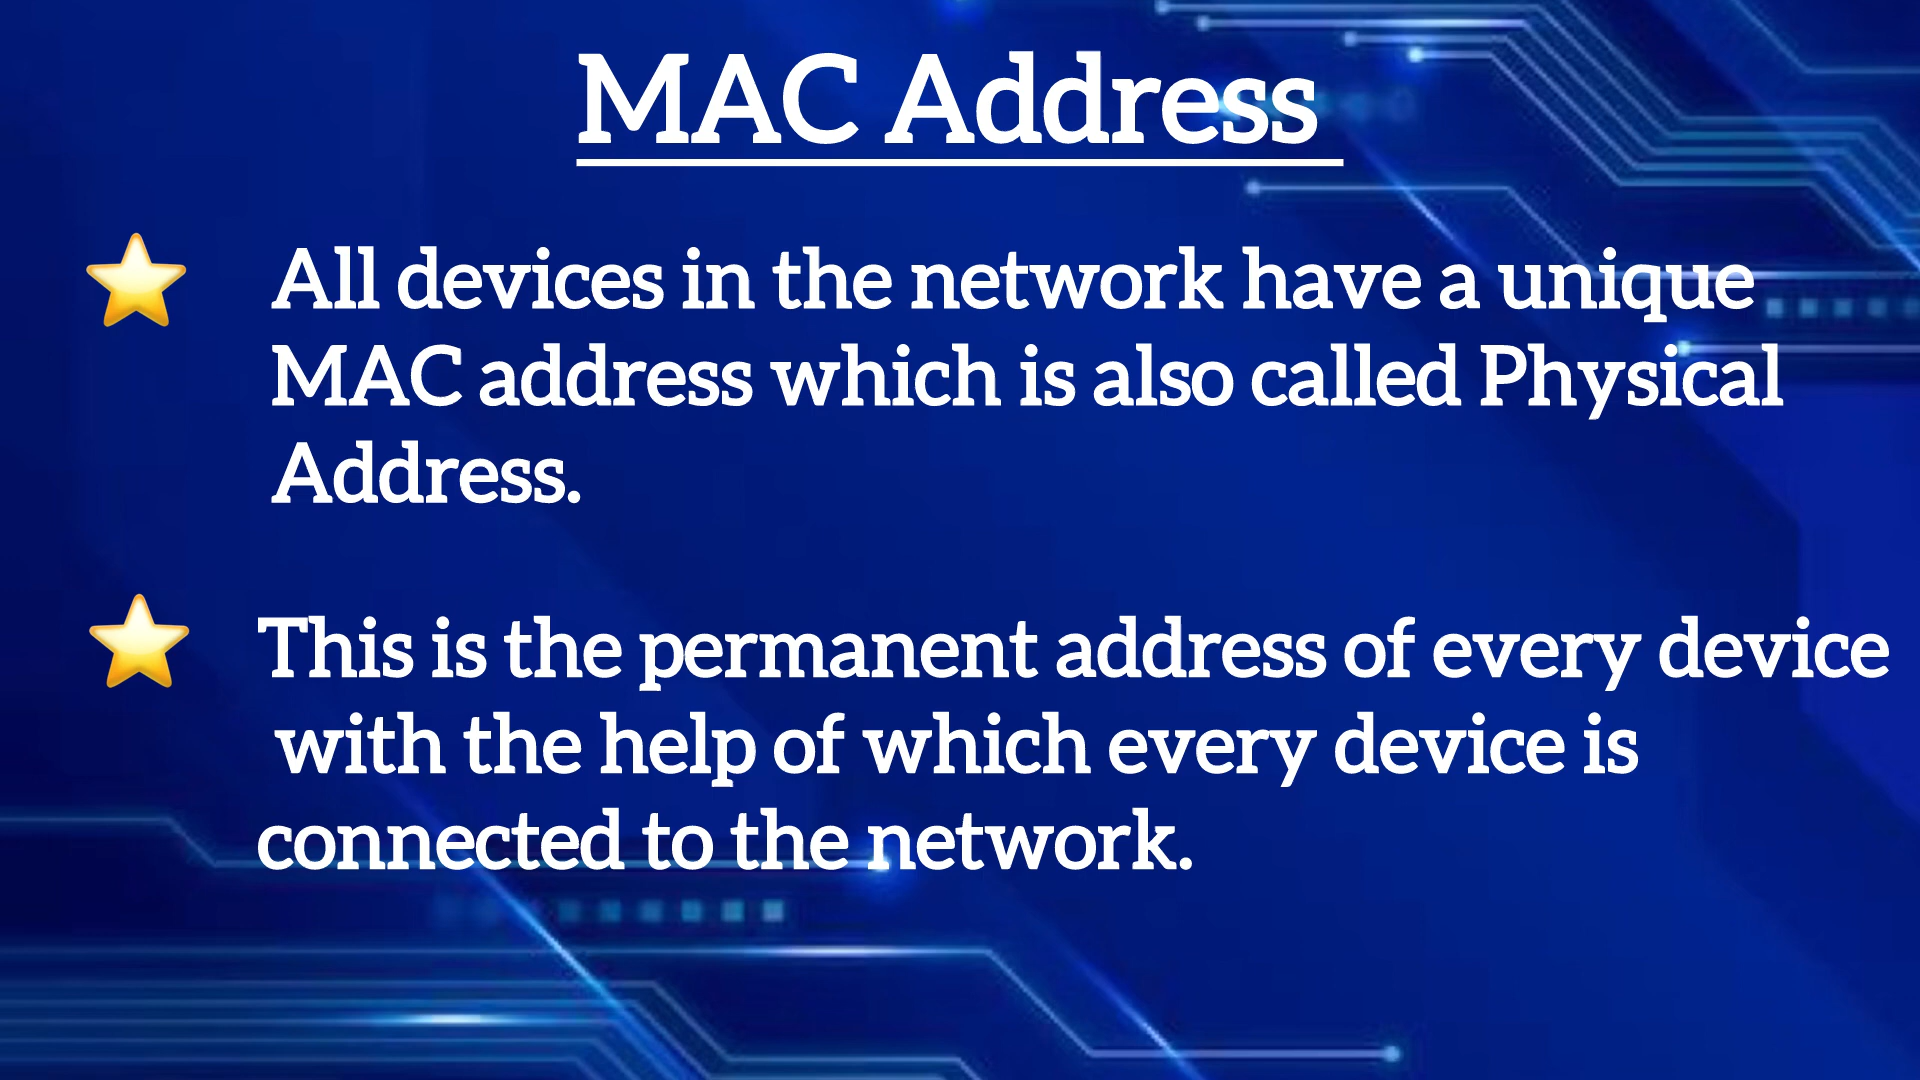 MAC Address
All devices in the network have a unique
MAC address which is also called Physical
Address.
This is the permanent address of every device
with the help of which every device is
connected to the network.